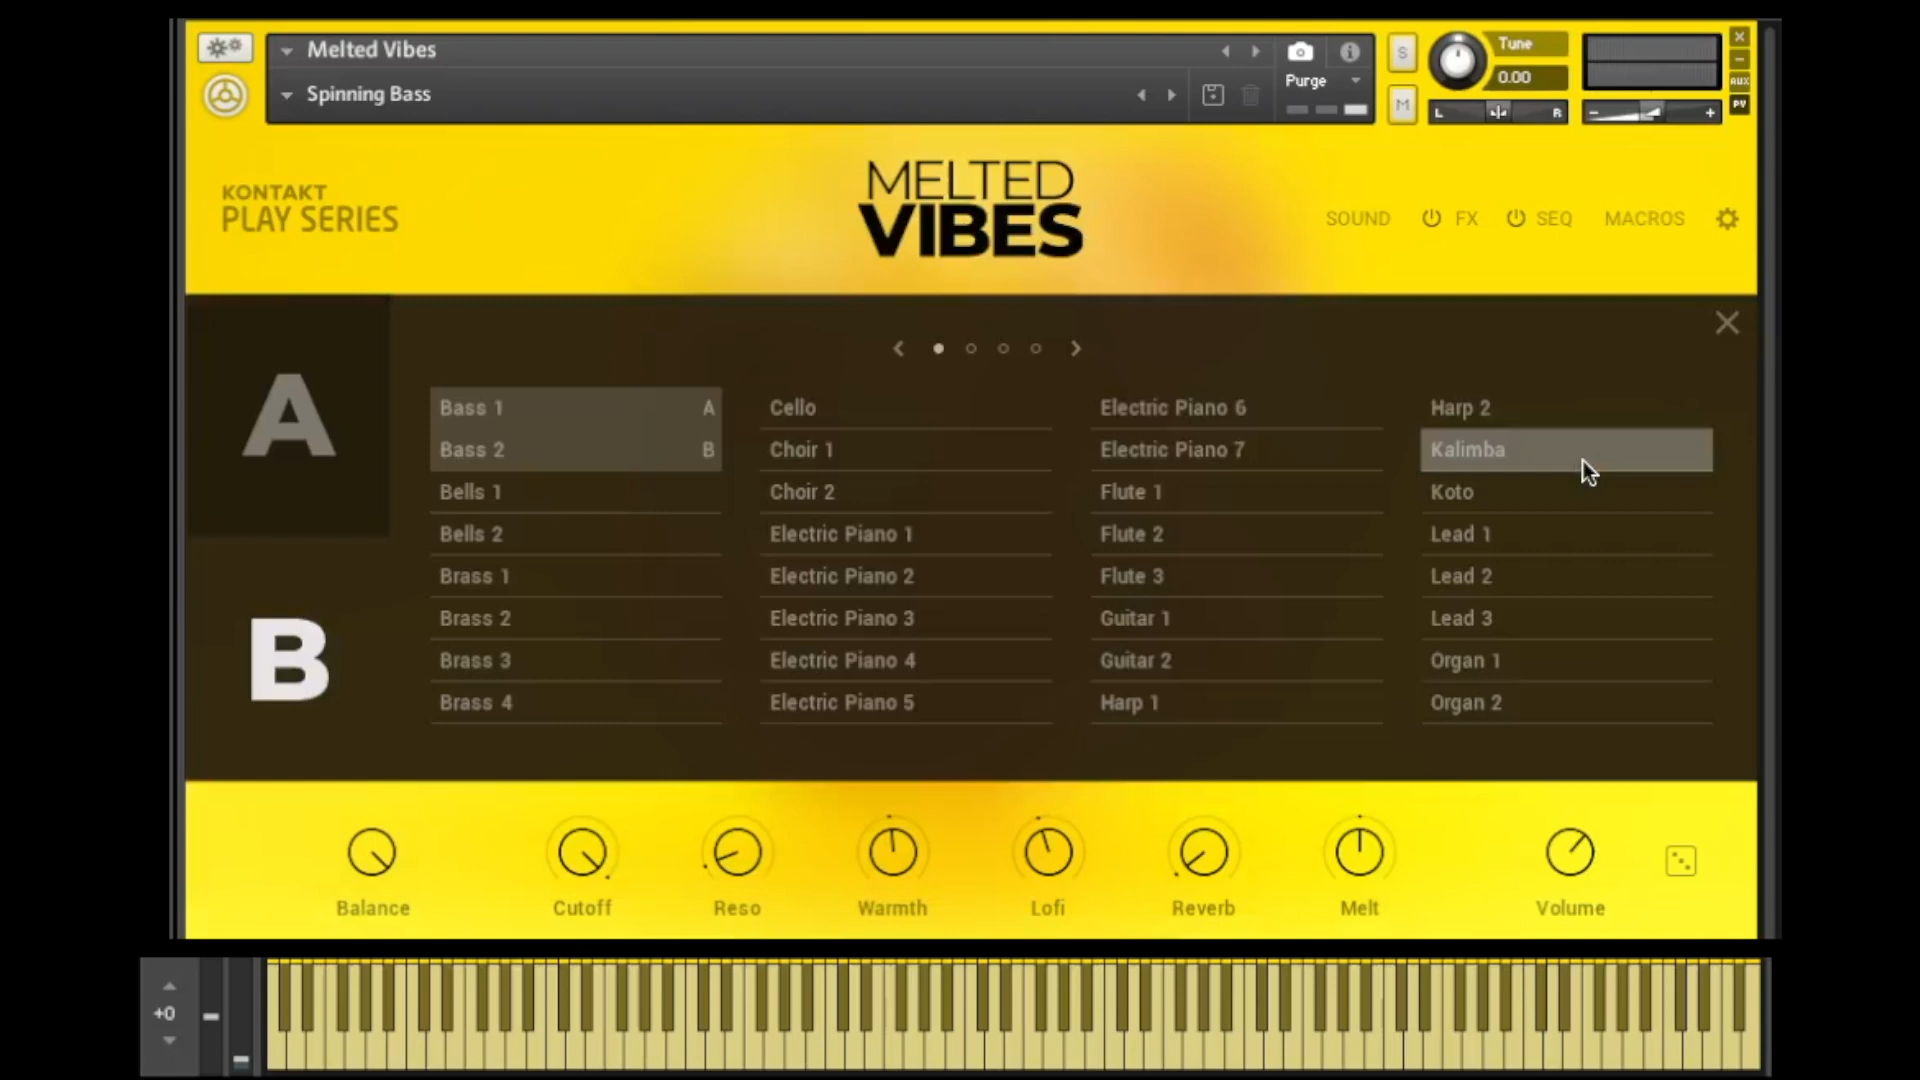 Melted Vibes
Spinning Bass
Purge
S
M
Tune
0.00
L
R
AUX
PV
KONTAKT
PLAY SERIES
MELTED
VIBES
SOUND
FX
SEQ
MACROS
A
B
Bass 1 A
Bass 2 B
Bells 1
Bells 2
Brass 1
Brass 2
Brass 3
Brass 4
Cello
Choir 1
Choir 2
Electric Piano 1
Electric Piano 2
Electric Piano 3
Electric Piano 4
Electric Piano 5
Electric Piano 6
Electric Piano 7
Flute 1
Flute 2
Flute 3
Guitar 1
Guitar 2
Harp 1
Harp 2
Kalimba
Koto
Lead 1
Lead 2
Lead 3
Organ 1
Organ 2
Balance
Cutoff
Reso
Warmth
Lofi
Reverb
Melt
Volume
+0